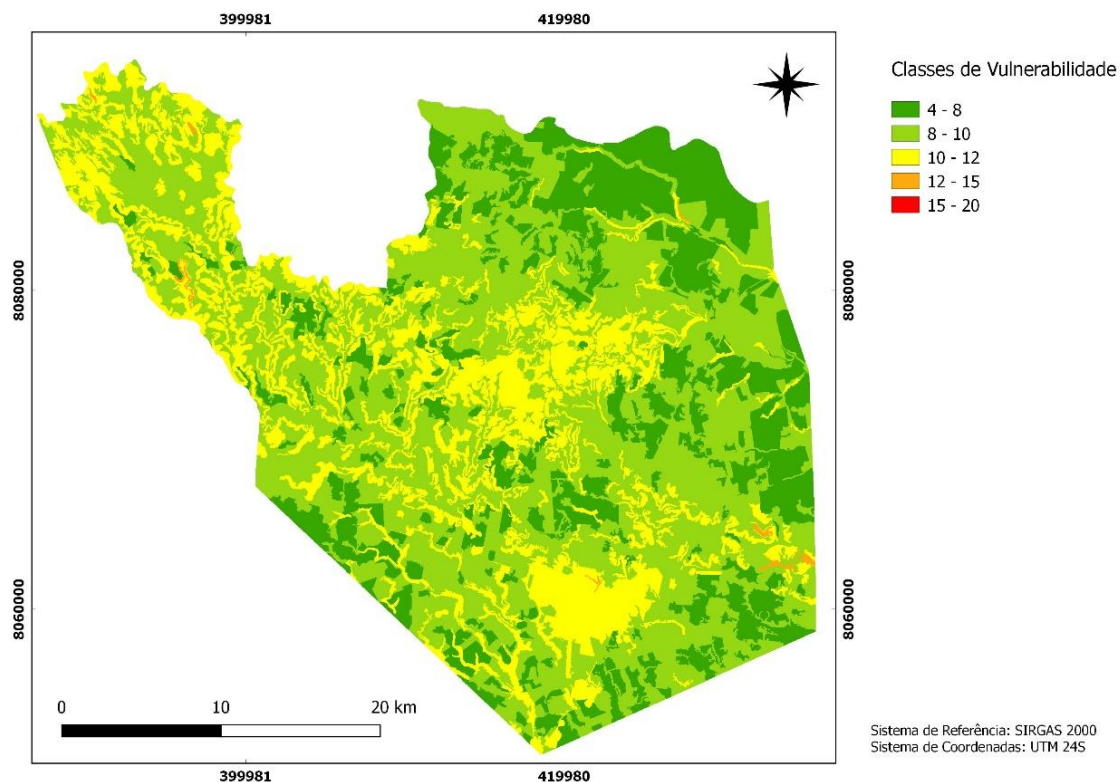 399981
419980
Classes de Vulnerabilidade
4 - 8
8 - 10
10 - 12
12 - 15
15 - 20
8080000
8080000
8060000
8060000
0
10
20 km
Sistema de Referência: SIRGAS 2000
Sistema de Coordenadas: UTM 24S
399981
419980